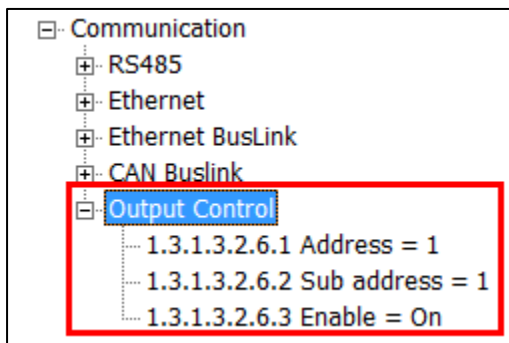 Communication
RS485
Ethernet
Ethernet BusLink
CAN Buslink
Output Control
1.3.1.3.2.6.1 Address = 1
1.3.1.3.2.6.2 Sub address = 1
1.3.1.3.2.6.3 Enable = On